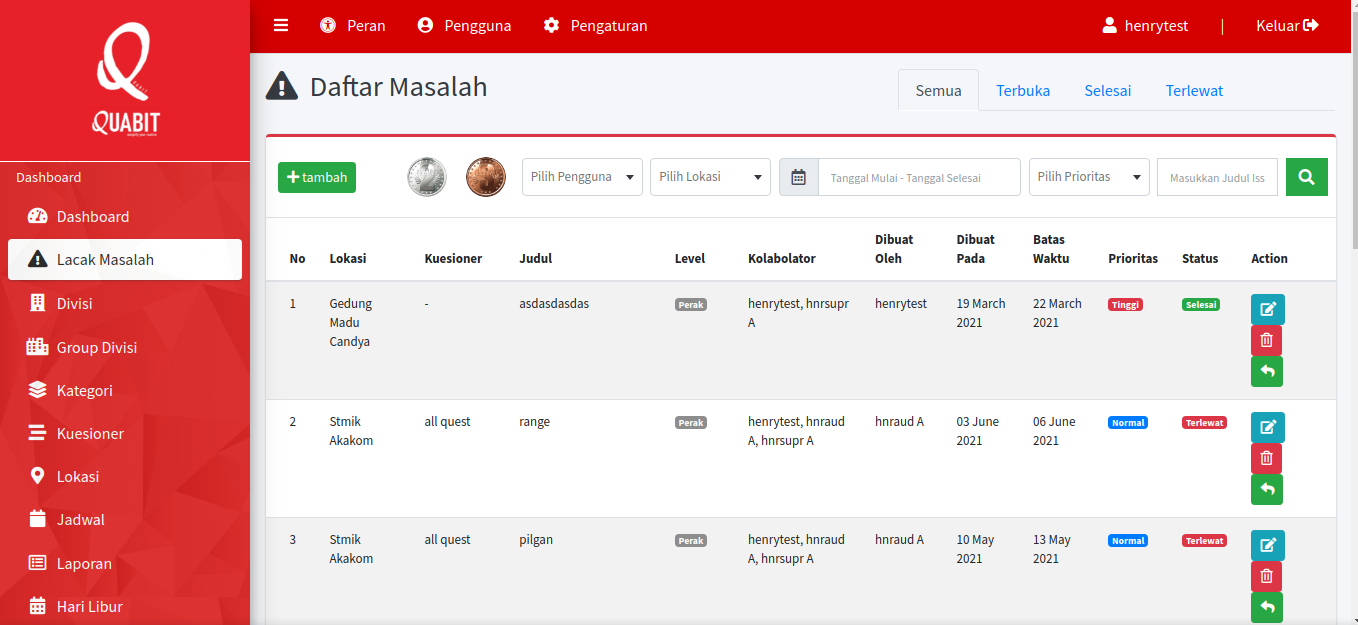 QUABIT
Dashboard
Dashboard
Lacak Masalah
Divisi
Group Divisi
Kategori
Kuesioner
Lokasi
Jadwal
Laporan
Hari Libur
Peran Pengguna Pengaturan henrytest | Keluar
Daftar Masalah
Semua Terbuka Selesai Terlewat
tambah Pilih Pengguna Pilih Lokasi Tanggal Mulai - Tanggal Selesai Pilih Prioritas Masukkan Judul Iss
Dibuat Dibuat Batas
No Lokasi Kuesioner Judul Level Kolabolator Oleh Pada Waktu Prioritas Status Action
1 Gedung - asdasdasdas Perak henrytest, hnrsupr henrytest 19 March 22 March Tinggi Selesai
Madu A 2021 2021
Candya
2 Stmik all quest range Perak henrytest, hnraud hnraud A 03 June 06 June Normal Terlewat
Akakom A, hnrsupr A 2021 2021
3 Stmik all quest pilgan Perak henrytest, hnraud hnraud A 10 May 13 May Normal Terlewat
Akakom A, hnrsupr A 2021 2021